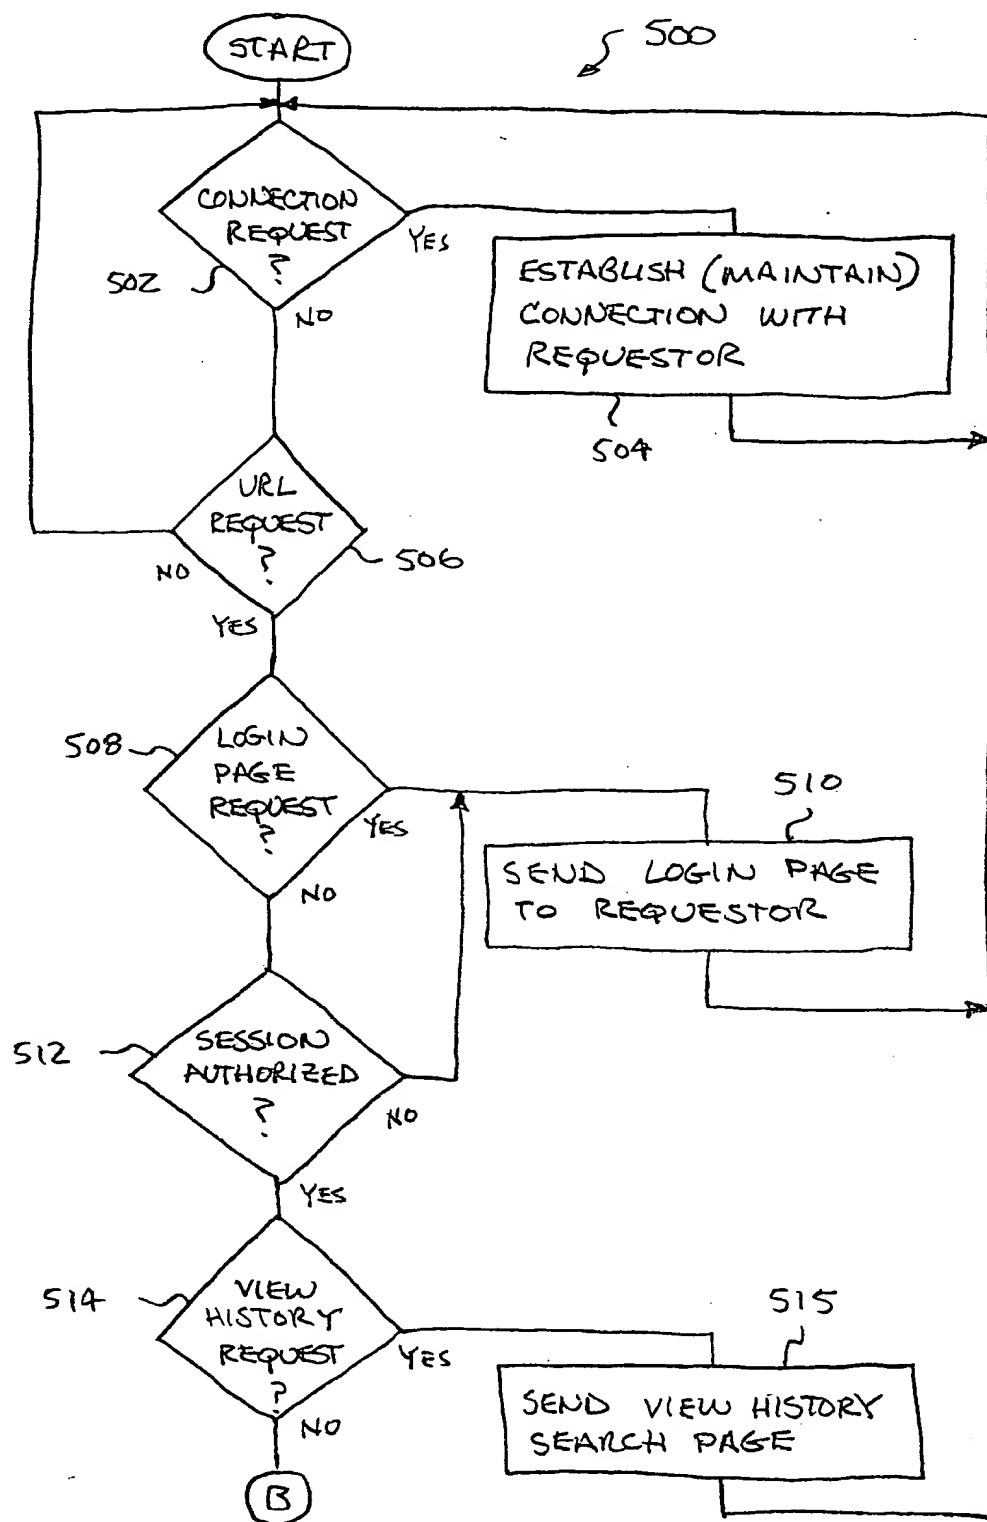 START
500
CONNECTION
REQUEST
?
502
YES
NO
ESTABLISH (MAINTAIN)
CONNECTION WITH
REQUESTOR
504
URL
REQUEST
?
506
NO
YES
508
LOGIN
PAGE
REQUEST
?
YES
NO
510
SEND LOGIN PAGE
TO REQUESTOR
512
SESSION
AUTHORIZED
?
NO
YES
514
VIEW
HISTORY
REQUEST
?
YES
NO
515
SEND VIEW HISTORY
SEARCH PAGE
B